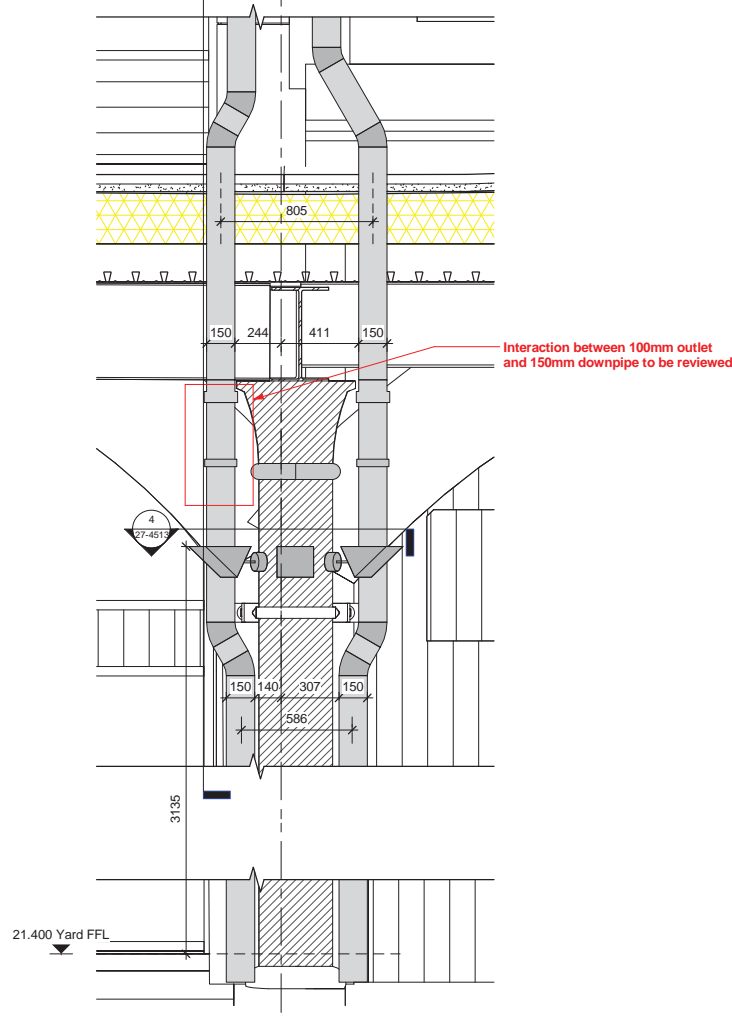 805
150 244 411 150
Interaction between 100mm outlet
and 150mm downpipe to be reviewed
4
27-4513
150 140 307 150
586
3135
21.400 Yard FFL